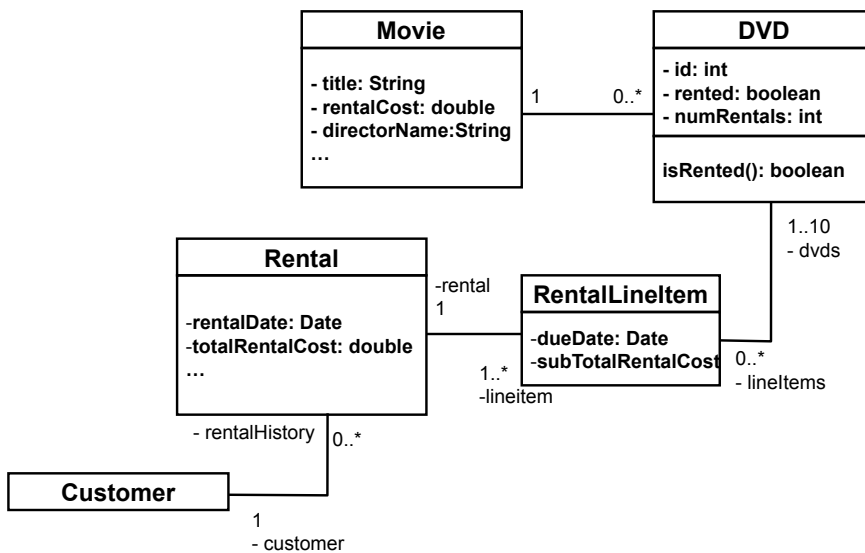 Movie
- title: String
- rentalCost: double
- directorName:String
...
1
0..*
DVD
- id: int
- rented: boolean
- numRentals: int
isRented(): boolean
1..10
- dvds
Rental
-rentalDate: Date
-totalRentalCost: double
...
-rental
1
1..*
-lineitem
RentalLineItem
-dueDate: Date
-subTotalRentalCost
0..*
- lineItems
- rentalHistory
0..*
Customer
1
- customer